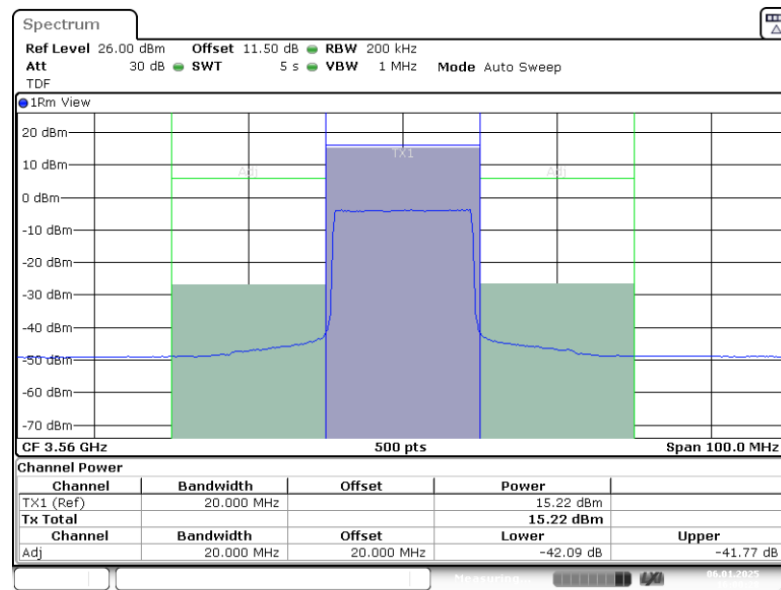 Spectrum
Ref Level 26.00 dBm Offset 11.50 dB RBW 200 kHz
Att 30 dB SWT 5 s VBW 1 MHz Mode Auto Sweep
TDF
1Rm View
20 dBm
TX1
10 dBm
Adj Adj
0 dBm
-10 dBm
-20 dBm
-30 dBm
-40 dBm
-50 dBm
-60 dBm
-70 dBm
CF 3.56 GHz 500 pts Span 100.0 MHz
Channel Power
Channel Bandwidth Offset Power
TX1 (Ref) 20.000 MHz 15.22 dBm
Tx Total 15.22 dBm
Channel Bandwidth Offset Lower Upper
Adj 20.000 MHz 20.000 MHz -42.09 dB -41.77 dB
Measuring... LXI 06.01.2025